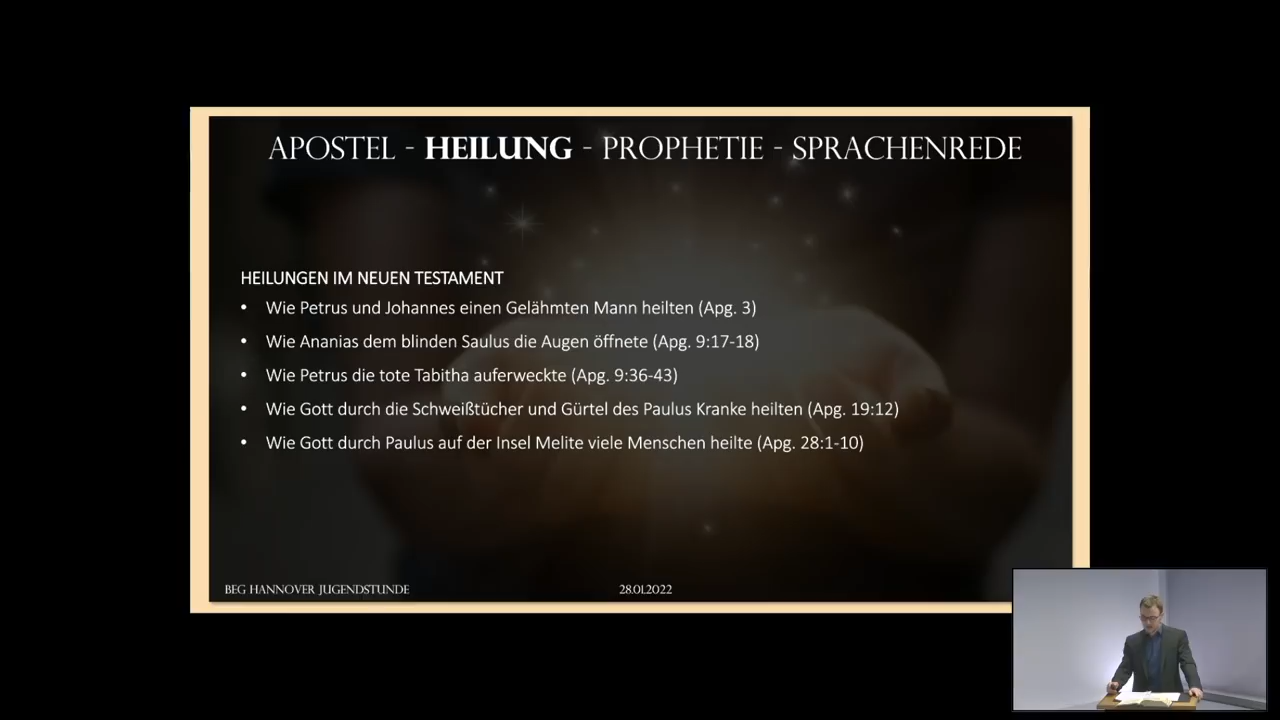 APOSTEL - HEILUNG - PROPHETIE - SPRACHENREDE
HEILUNGEN IM NEUEN TESTAMENT
• Wie Petrus und Johannes einen Gelähmten Mann heilten (Apg. 3)
• Wie Ananias dem blinden Saulus die Augen öffnete (Apg. 9:17-18)
• Wie Petrus die tote Tabitha auferweckte (Apg. 9:36-43)
• Wie Gott durch die Schweißtücher und Gürtel des Paulus Kranke heilten (Apg. 19:12)
• Wie Gott durch Paulus auf der Insel Melite viele Menschen heilte (Apg. 28:1-10)
BEG HANNOVER JUGENDSTUNDE
28.01.2022